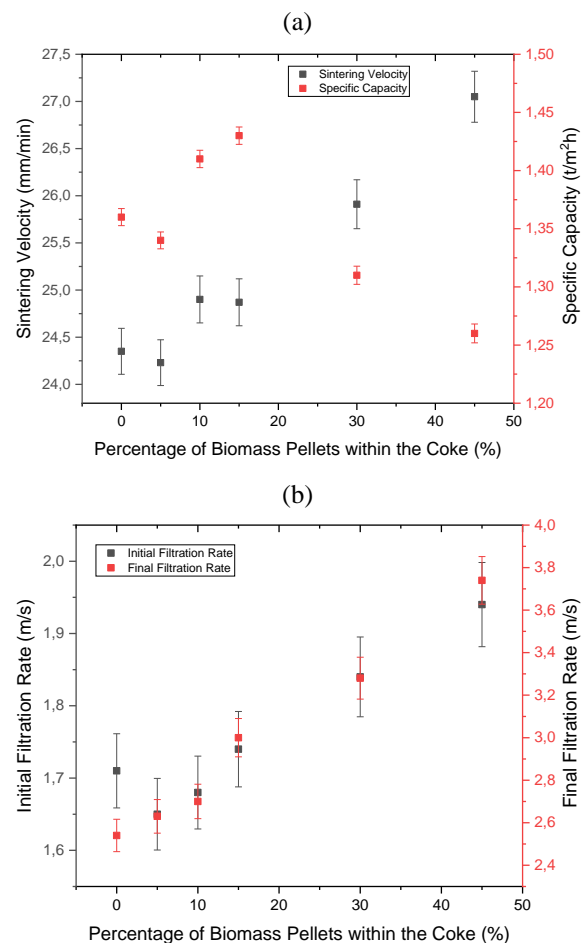 (a)
Sintering Velocity
Specific Capacity
27,5
27,0
26,5
26,0
25,5
25,0
24,5
24,0
Sintering Velocity (mm/min)
1,50
1,45
1,40
1,35
1,30
1,25
1,20
Specific Capacity (t/m²h)
0 10 20 30 40 50
Percentage of Biomass Pellets within the Coke (%)
(b)
Initial Filtration Rate
Final Filtration Rate
2,0
1,9
1,8
1,7
1,6
Initial Filtration Rate (m/s)
4,0
3,8
3,6
3,4
3,2
3,0
2,8
2,6
2,4
Final Filtration Rate (m/s)
0 10 20 30 40 50
Percentage of Biomass Pellets within the Coke (%)